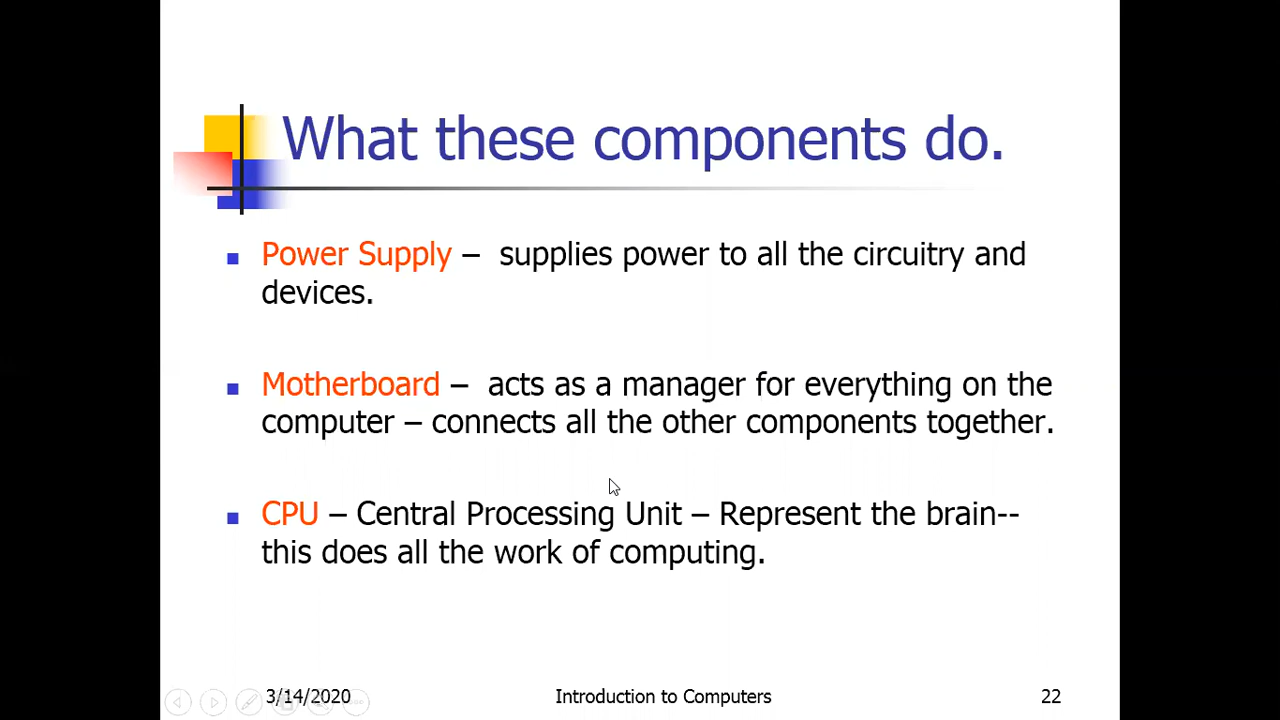 What these components do.
Power Supply –  supplies power to all the circuitry and
devices.
Motherboard –  acts as a manager for everything on the
computer – connects all the other components together.
CPU – Central Processing Unit – Represent the brain--
this does all the work of computing.
3/14/2020
Introduction to Computers
22